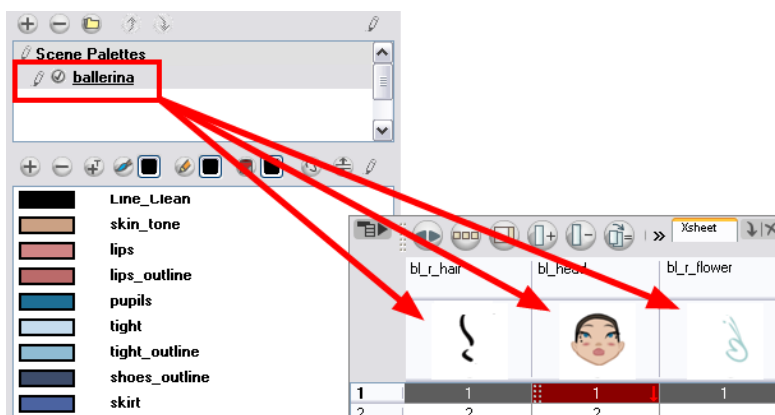 Scene Palettes
ballerina
Line_Clean
skin_tone
lips
lips_outline
pupils
tight
tight_outline
shoes_outline
skirt
Xsheet
bl_r_hair bl_head bl_r_flower
1 1 1 1
2 2 2